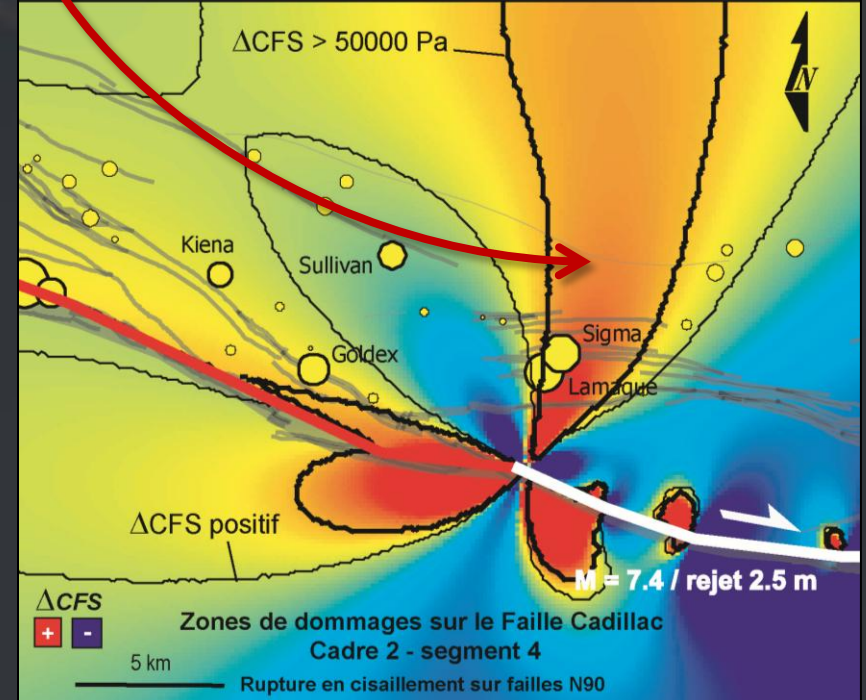 ΔCFS > 50000 Pa
N
Kiena
Sullivan
Sigma
Goldex
Lamaque
ΔCFS positif
M = 7.4 / rejet 2.5 m
ΔCFS
+ -
Zones de dommages sur le Faille Cadillac
Cadre 2 - segment 4
5 km
Rupture en cisaillement sur failles N90